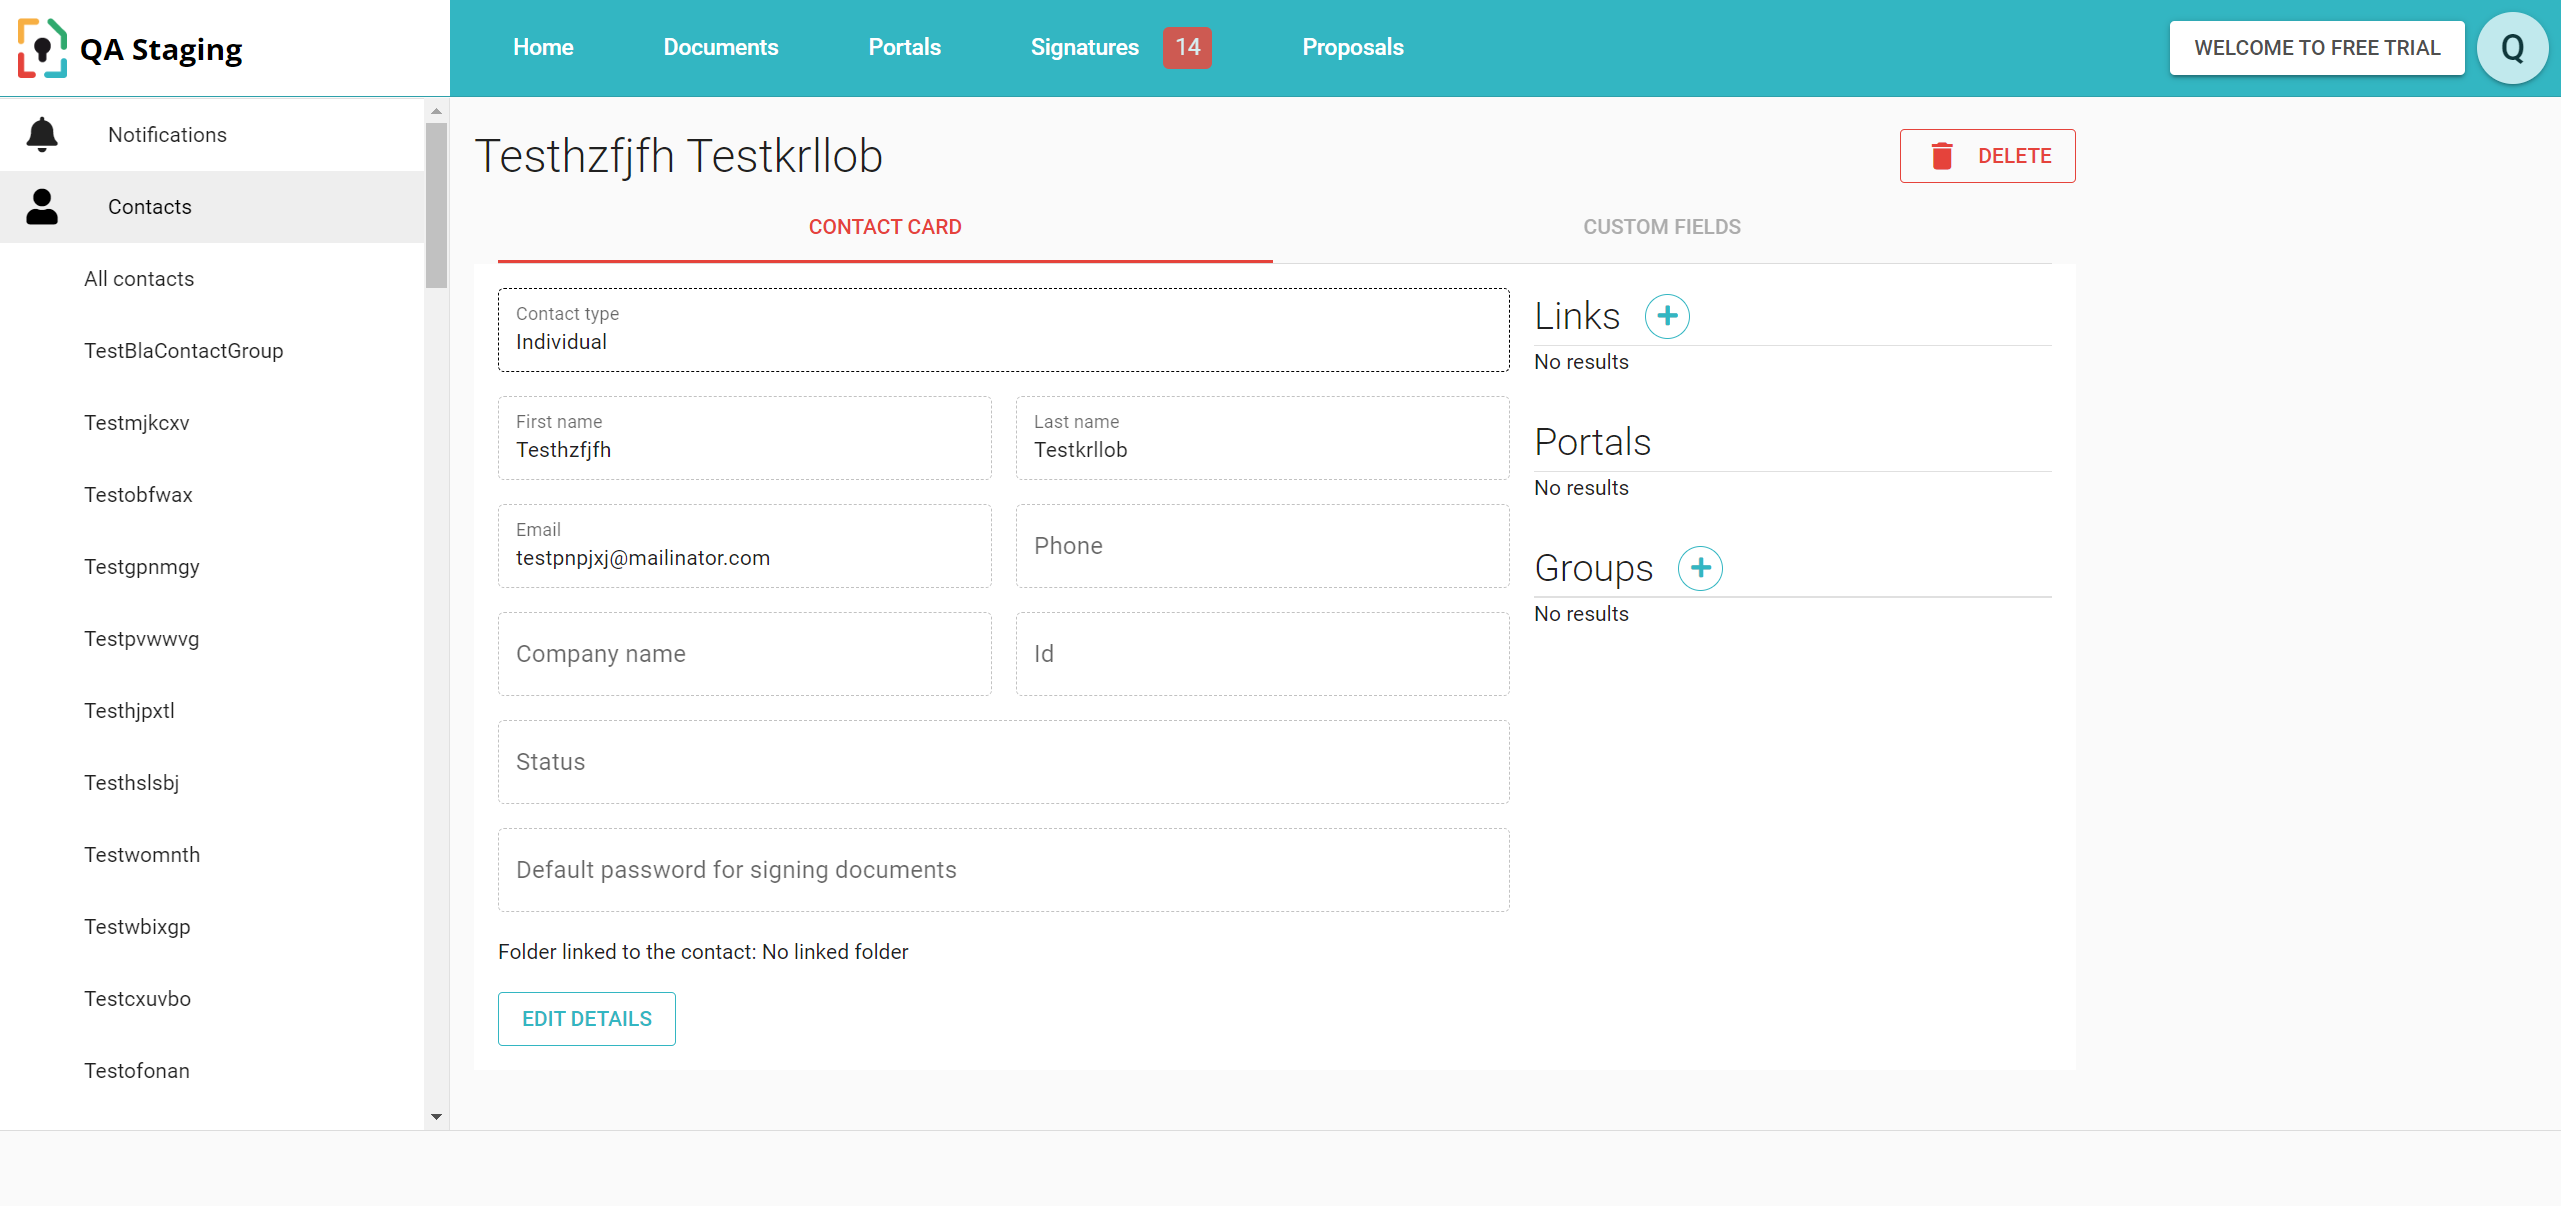 QA Staging
Home
Documents
Portals
Signatures 14
Proposals
WELCOME TO FREE TRIAL
Q
Notifications
Contacts
All contacts
TestBlaContactGroup
Testmjkcxv
Testobfwax
Testgpnmgy
Testpvwwvg
Testhjpxtl
Testhslsbj
Testwomnth
Testwbixgp
Testcxuvbo
Testofonan
Testhzfjfh Testkrllob
DELETE
CONTACT CARD
CUSTOM FIELDS
Contact type
Individual
First name
Testhzfjfh
Last name
Testkrllob
Email
testpnpjxj@mailinator.com
Phone
Company name
Id
Status
Default password for signing documents
Folder linked to the contact: No linked folder
EDIT DETAILS
Links
No results
Portals
No results
Groups
No results